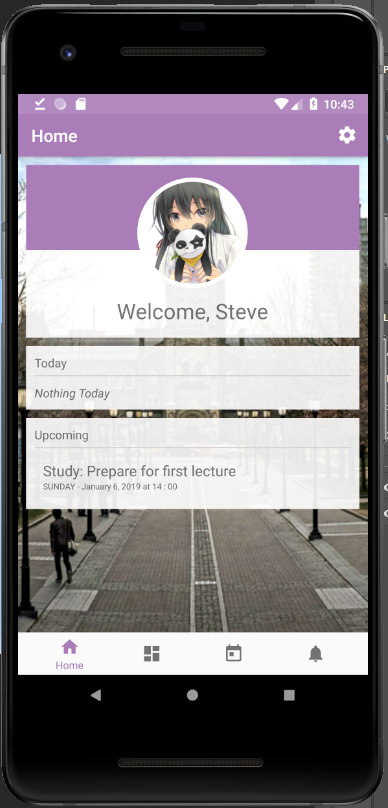 10:43
Home
Welcome, Steve
Today
Nothing Today
Upcoming
Study: Prepare for first lecture
SUNDAY - January 6, 2019 at 14 : 00
Home